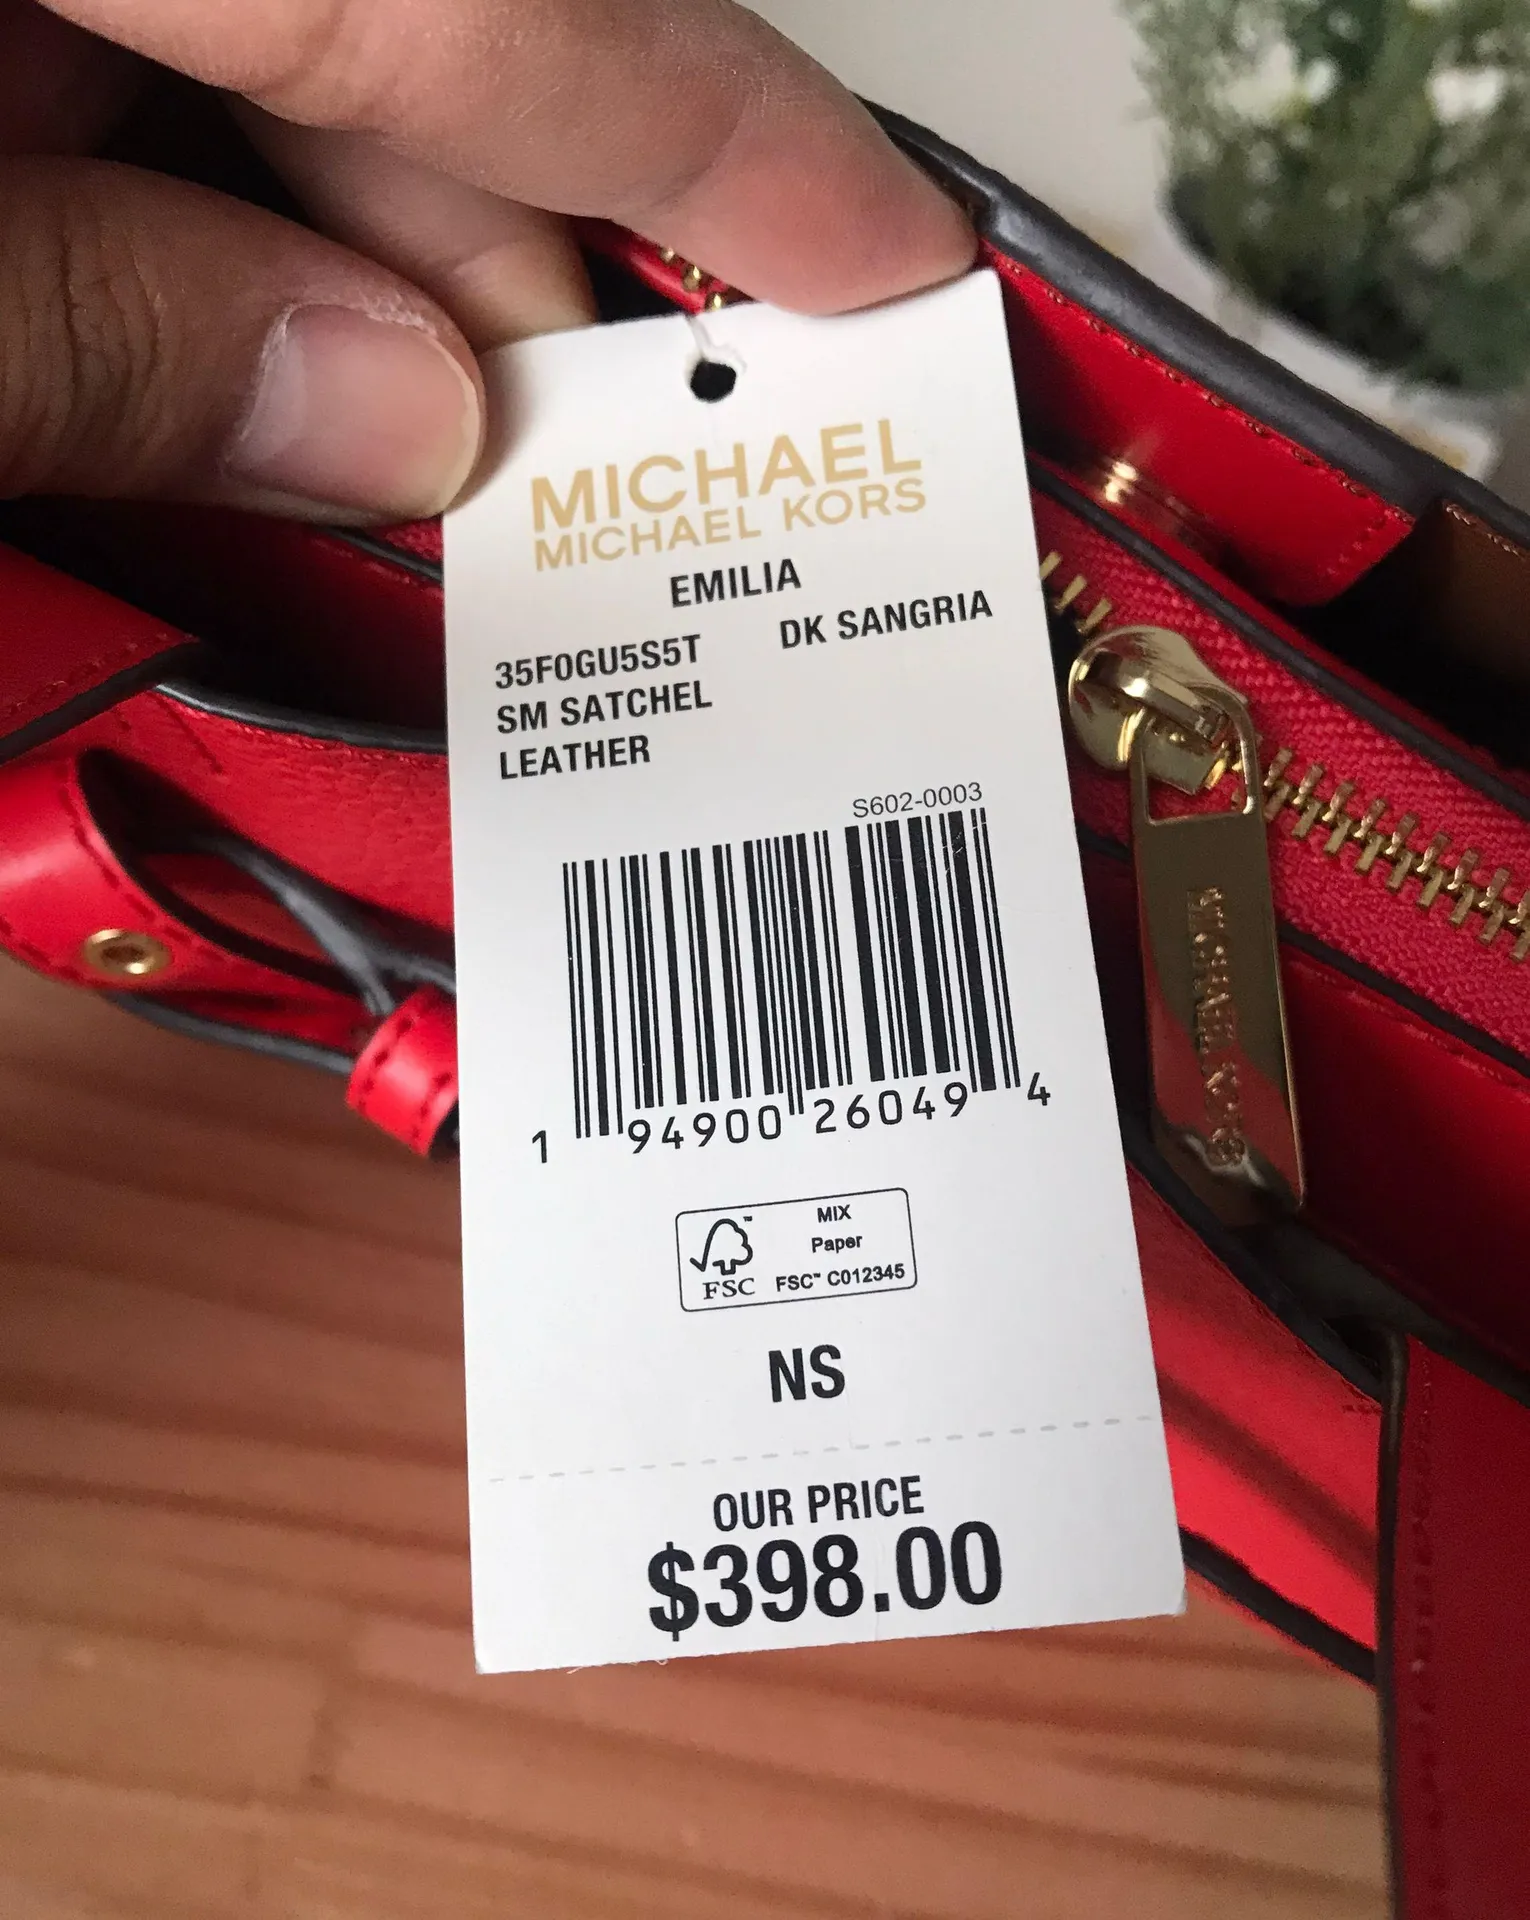 MICHAEL
MICHAEL KORS
EMILIA
35F0GU5S5T DK SANGRIA
SM SATCHEL
LEATHER
S602-0003
1 94900 26049 4
MIX
Paper
FSC™ C012345
™
FSC
NS
OUR PRICE
$398.00
MICHAEL KORS